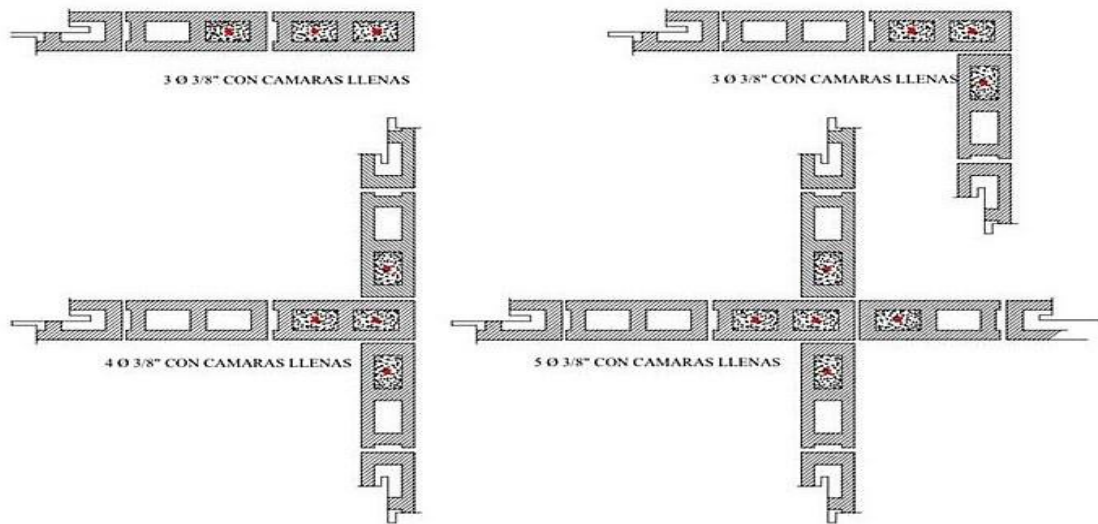 3 Ø 3/8" CON CAMARAS LLENAS
3 Ø 3/8" CON CAMARAS LLENAS
4 Ø 3/8" CON CAMARAS LLENAS
5 Ø 3/8" CON CAMARAS LLENAS